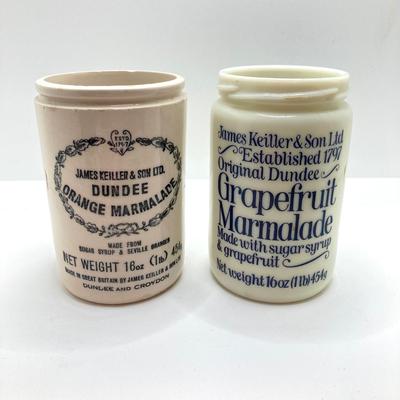 ESTD
1797
JAMES KEILLER & SON LTD.
DUNDEE
ORANGE MARMALADE
MADE FROM
SUGAR SYRUP & SEVILLE ORANGES
NET WEIGHT 16oz (1lb) 454g
MADE IN GREAT BRITAIN BY JAMES KEILLER & SON LTD.
DUNDEE AND CROYDON
James Keiller & Son Ltd
Established 1797
Original Dundee
Grapefruit
Marmalade
Made with sugar syrup
& grapefruit
Net weight 16oz (1lb) 454g